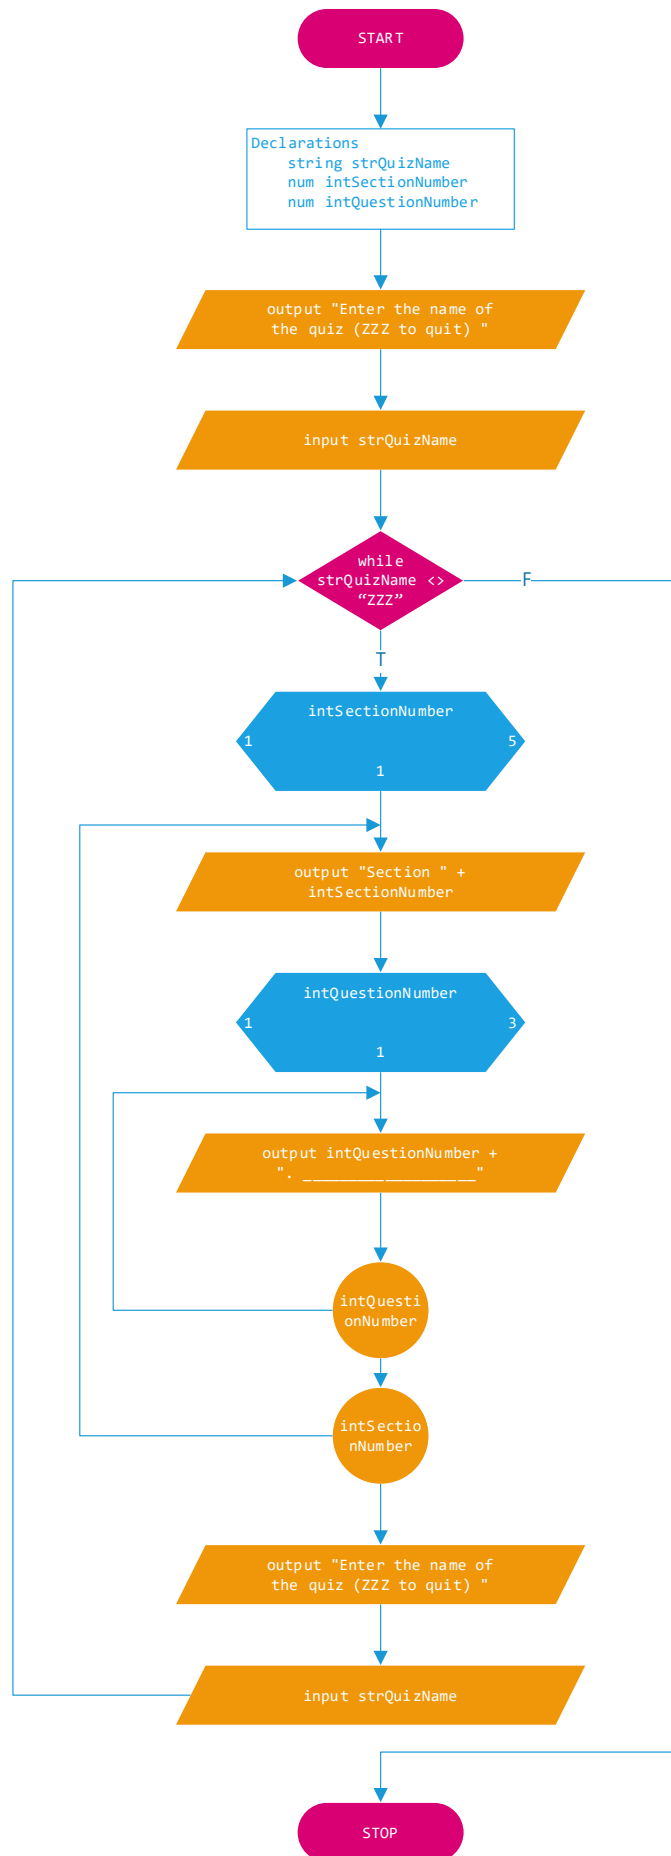 START
Declarations
string strQuizName
num intSectionNumber
num intQuestionNumber
output "Enter the name of
the quiz (ZZZ to quit) "
input strQuizName
while
strQuizName <>
“ZZZ”
F
T
intSectionNumber
1 5
1
output "Section " +
intSectionNumber
intQuestionNumber
1 3
1
output intQuestionNumber +
". ___________________"
intQuesti
onNumber
intSectio
nNumber
output "Enter the name of
the quiz (ZZZ to quit) "
input strQuizName
STOP